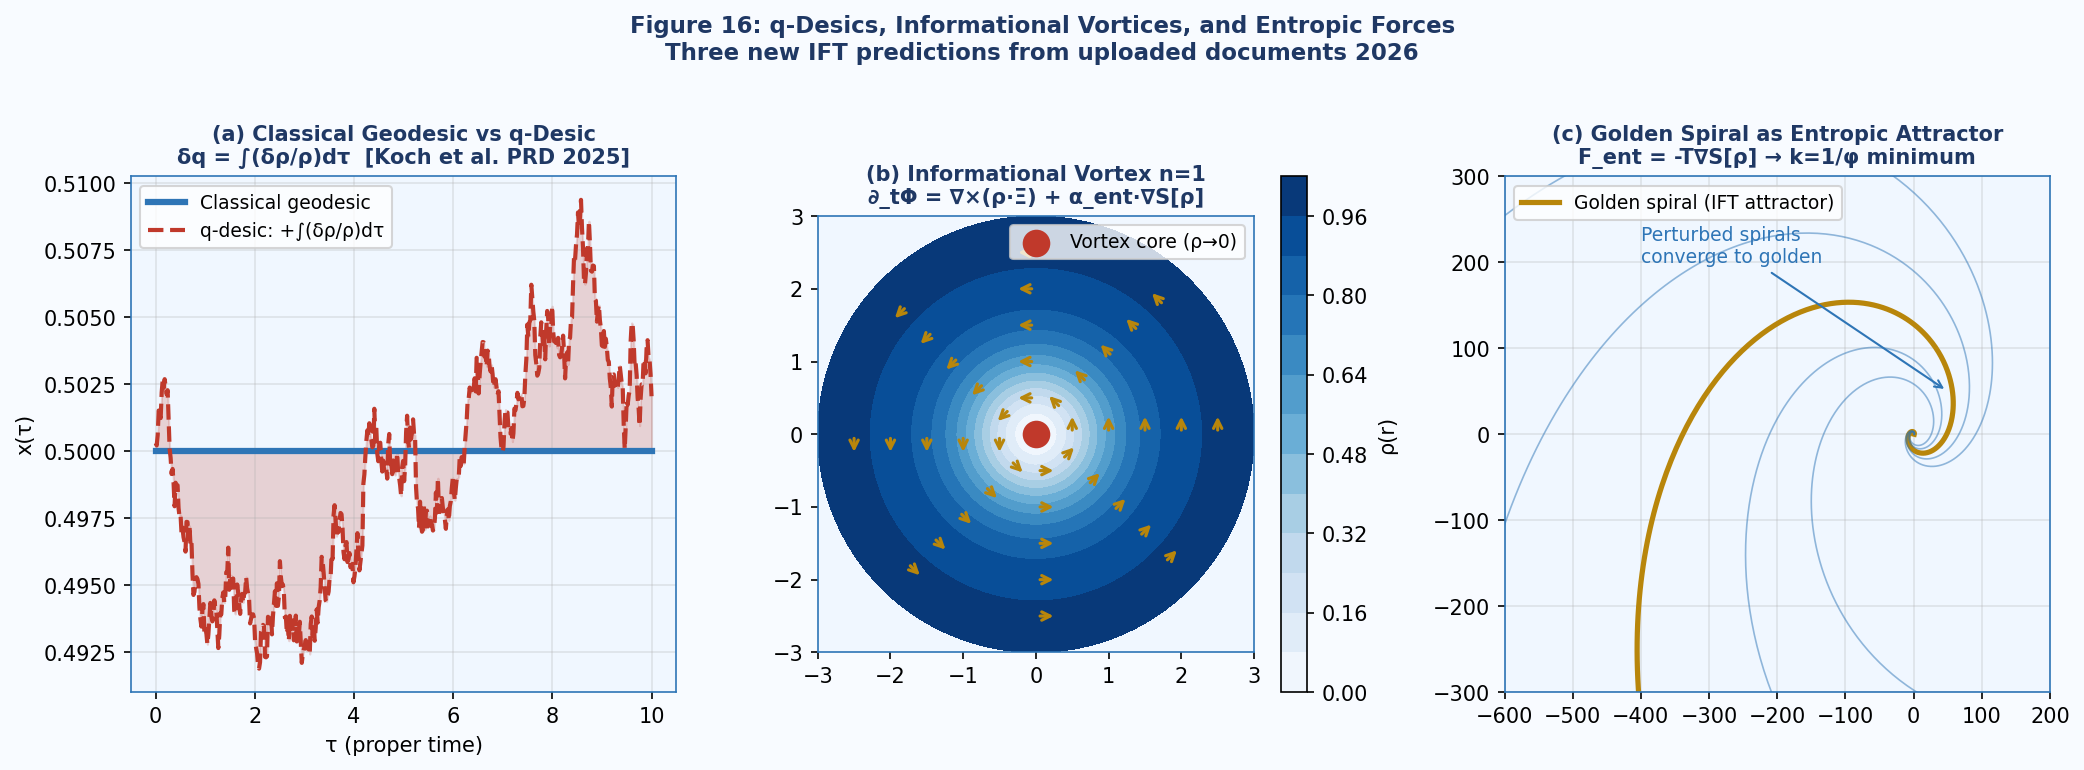 Figure 16: q-Desics, Informational Vortices, and Entropic Forces
Three new IFT predictions from uploaded documents 2026
(a) Classical Geodesic vs q-Desic
δq = ∫(δρ/ρ)dτ  [Koch et al. PRD 2025]
Classical geodesic
q-desic: +∫(δρ/ρ)dτ
0.5100
0.5075
0.5050
0.5025
0.5000
0.4975
0.4950
0.4925
x(τ)
0 2 4 6 8 10
τ (proper time)
(b) Informational Vortex n=1
∂_tΦ = ∇×(ρ·Ξ) + α_ent·∇S[ρ]
Vortex core (ρ→0)
3
2
1
0
−1
−2
−3
−3 −2 −1 0 1 2 3
0.96
0.80
0.64
0.48
0.32
0.16
0.00
ρ(r)
(c) Golden Spiral as Entropic Attractor
F_ent = -T∇S[ρ] → k=1/φ minimum
Golden spiral (IFT attractor)
Perturbed spirals
converge to golden
300
200
100
0
−100
−200
−300
−600 −500 −400 −300 −200 −100 0 100 200